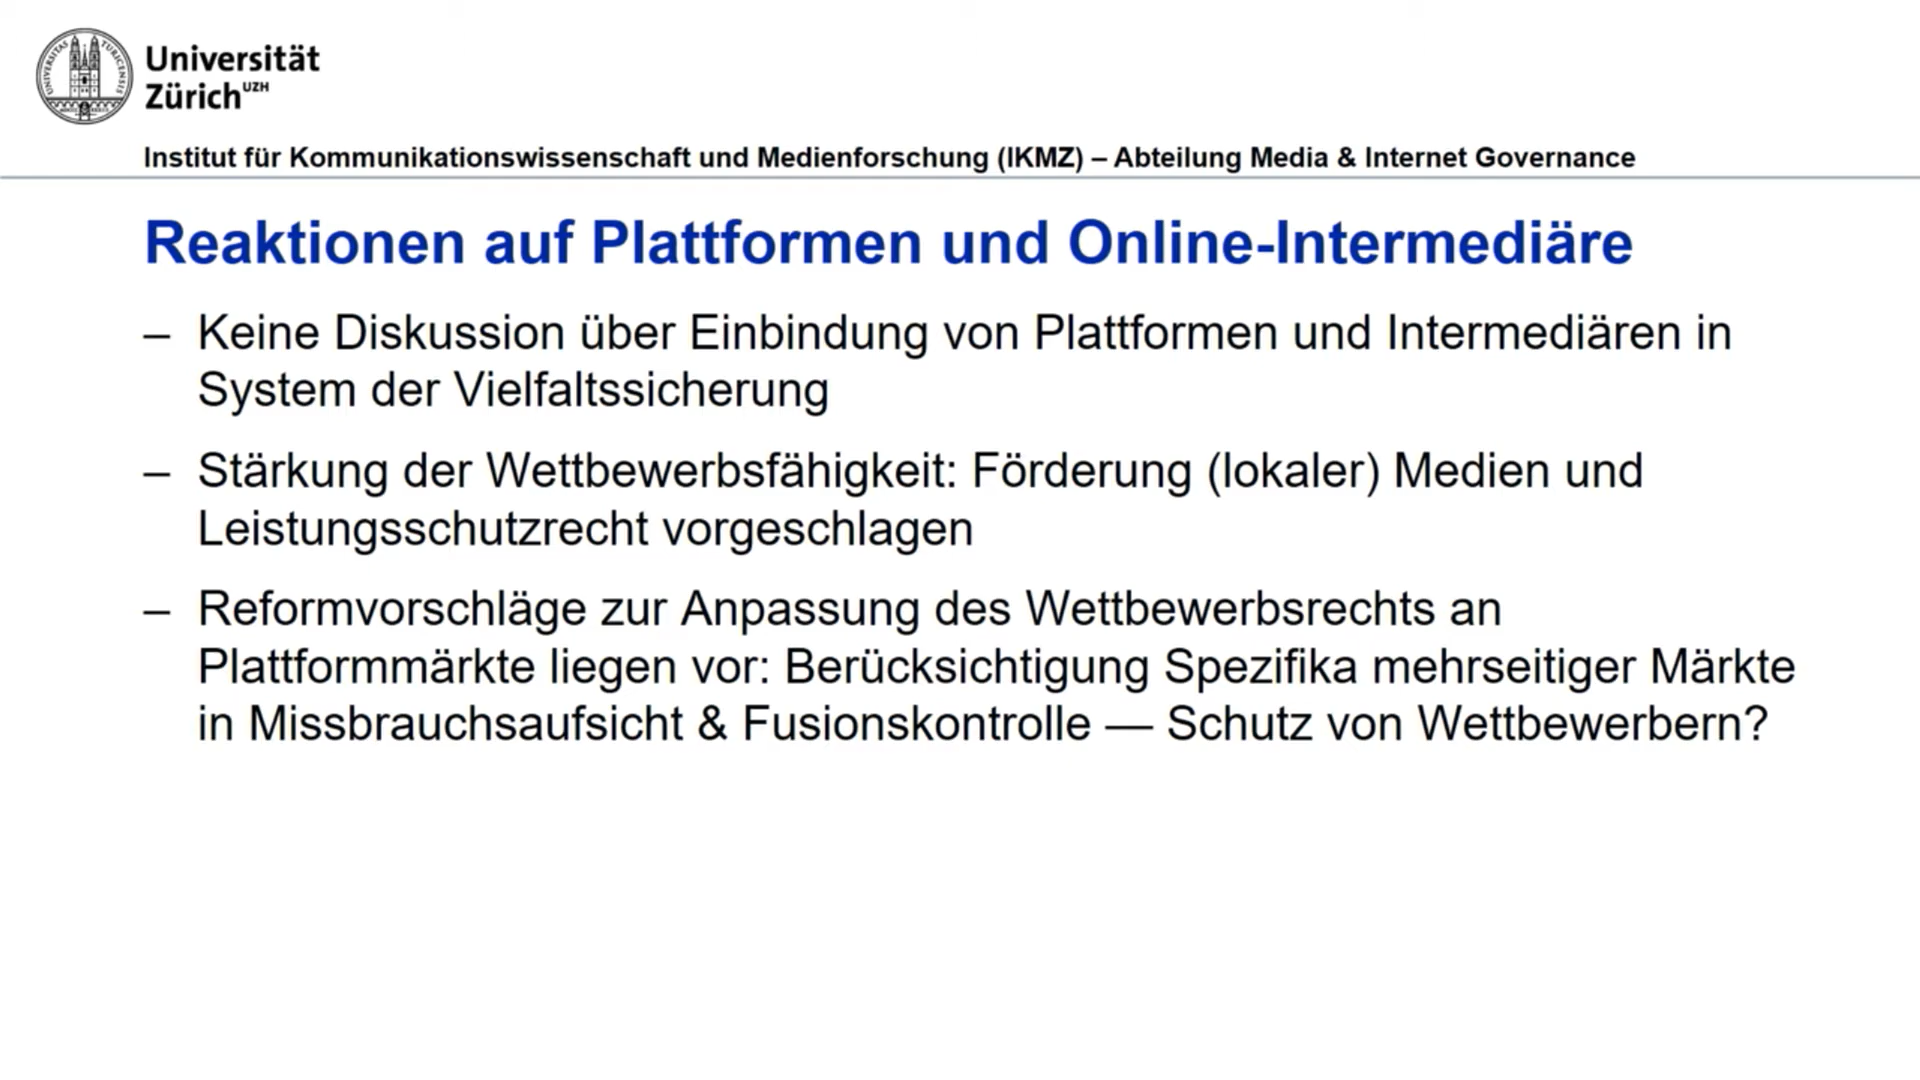 Universität
Zürich UZH
Institut für Kommunikationswissenschaft und Medienforschung (IKMZ) – Abteilung Media & Internet Governance
Reaktionen auf Plattformen und Online-Intermediäre
– Keine Diskussion über Einbindung von Plattformen und Intermediären in
System der Vielfaltssicherung
– Stärkung der Wettbewerbsfähigkeit: Förderung (lokaler) Medien und
Leistungsschutzrecht vorgeschlagen
– Reformvorschläge zur Anpassung des Wettbewerbsrechts an
Plattformmärkte liegen vor: Berücksichtigung Spezifika mehrseitiger Märkte
in Missbrauchsaufsicht & Fusionskontrolle — Schutz von Wettbewerbern?